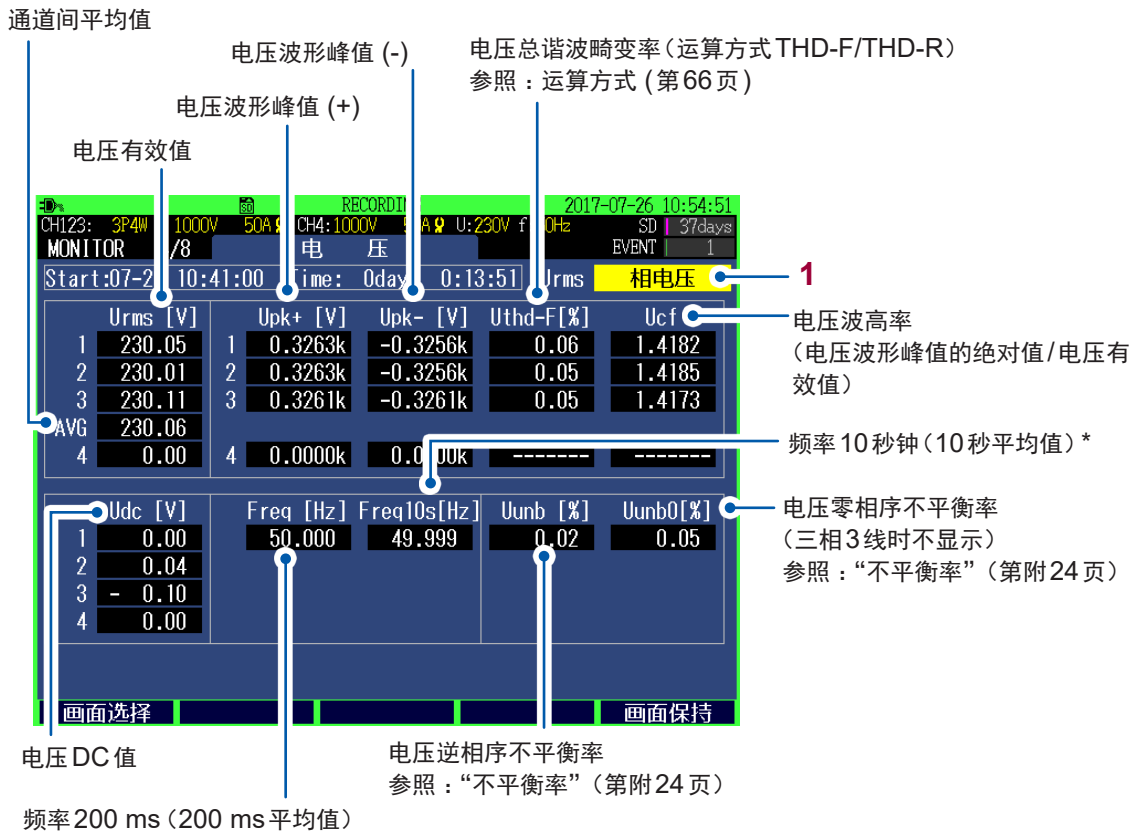 通道间平均值
电压波形峰值 (-)
电压总谐波畸变率（运算方式THD-F/THD-R）
参照：运算方式 (第66页)
电压波形峰值 (+)
电压有效值
SD RECORDIN 2017-07-26 10:54:51
CH123: 3P4W 1000V 50A CH4:1000V A U:230V f 0Hz SD 37days
MONITOR /8 电 压 EVENT 1
Start:07-2 10:41:00 ime: 0day 0:13:51 Urms 相电压 1
Urms [V] Upk+ [V] Upk- [V] Uthd-F[%] Ucf
1 230.05 1 0.3263k -0.3256k 0.06 1.4182
2 230.01 2 0.3263k -0.3256k 0.05 1.4185
3 230.11 3 0.3261k -0.3261k 0.05 1.4173
AVG 230.06
4 0.00 4 0.0000k 0.0000k ------- -------
电压波高率
（电压波形峰值的绝对值/电压有
效值）
频率10秒钟（10秒平均值）*
Udc [V] Freq [Hz] Freq10s[Hz] Uunb [%] Uunb0[%]
1 0.00 50.000 49.999 0.02 0.05
2 0.04
3 - 0.10
4 0.00
电压零相序不平衡率
（三相3线时不显示）
参照：“不平衡率”（第附24页）
画面选择 画面保持
电压DC值
电压逆相序不平衡率
参照：“不平衡率”（第附24页）
频率200 ms（200 ms平均值）